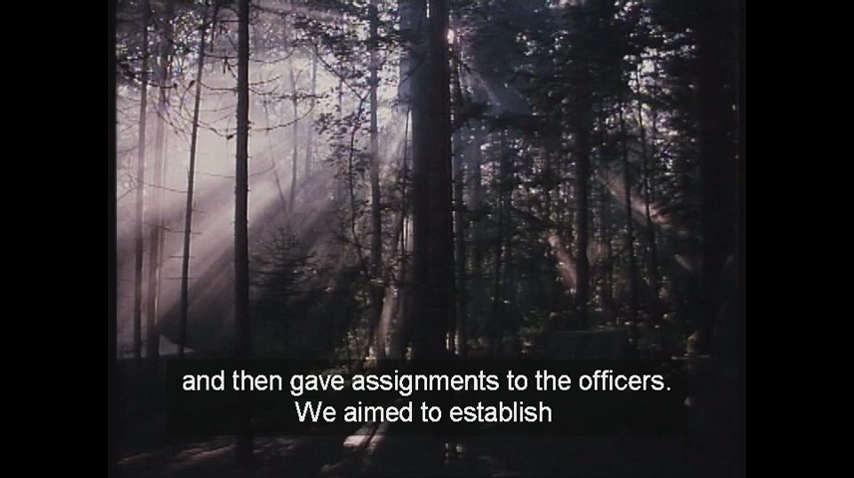 and then gave assignments to the officers.
We aimed to establish